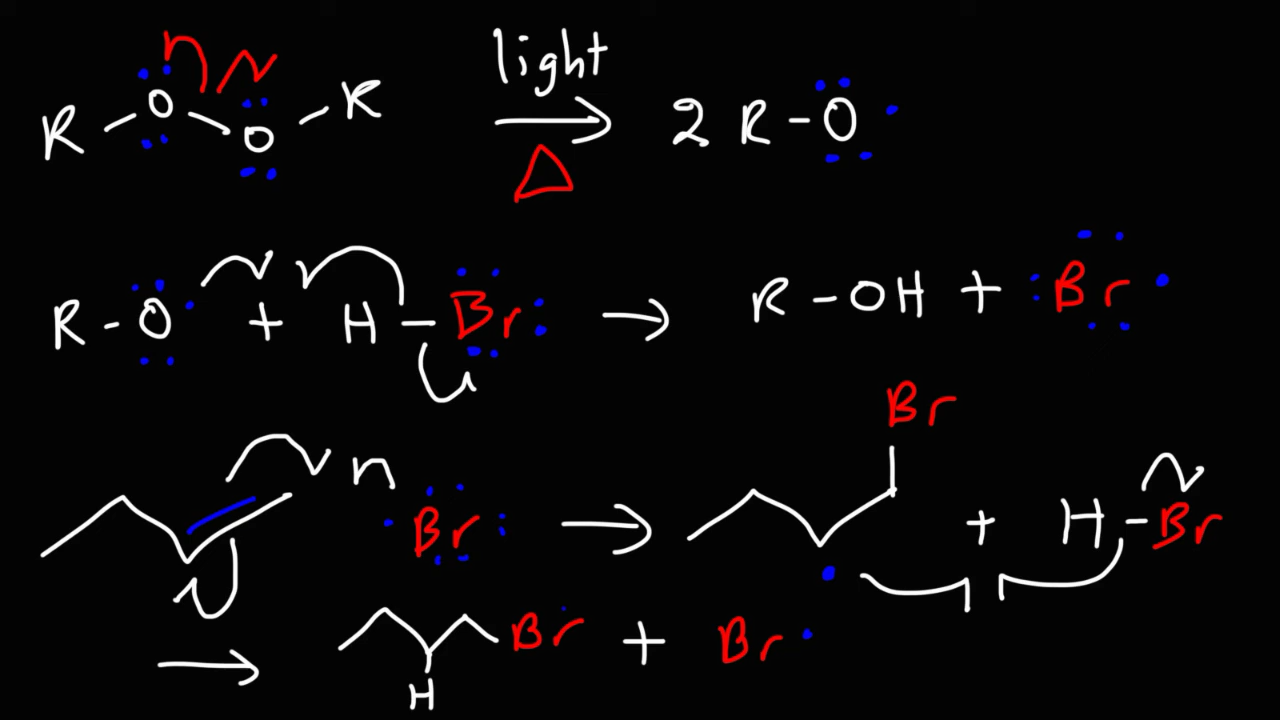 R - O - O - R light → Δ 2 R - O ·
R - O · + H - Br → R - OH + Br ·
Br
· Br → · + H - Br
→ H Br + Br ·